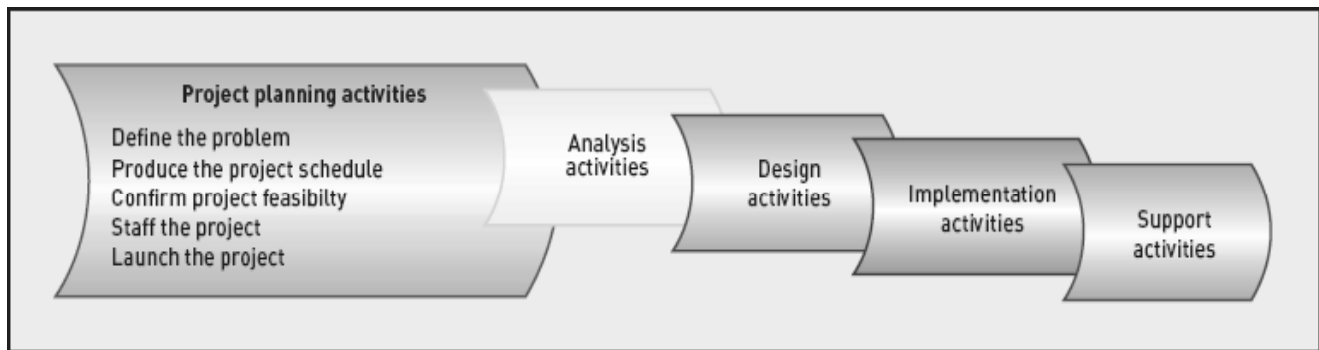 Project planning activities
Define the problem
Produce the project schedule
Confirm project feasibilty
Staff the project
Launch the project
Analysis
activities
Design
activities
Implementation
activities
Support
activities